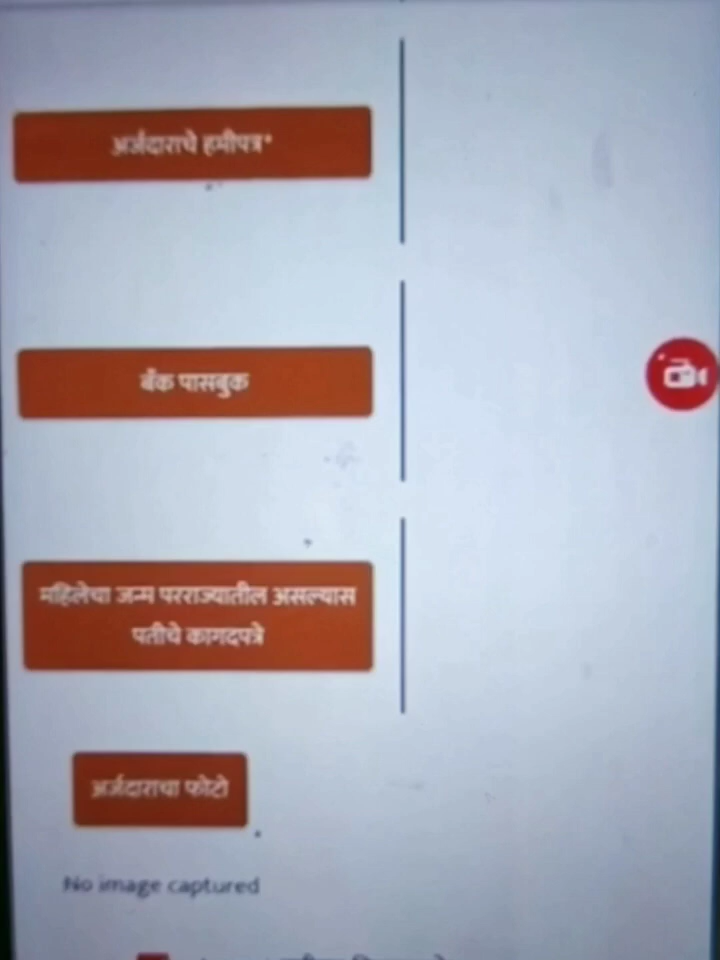 अर्जदाराचे हमीपत्र*
बँक पासबुक
महिलेचा जन्म परराज्यातील असल्यास
पतीचे कागदपत्रे
अर्जदाराचा फोटो
No image captured